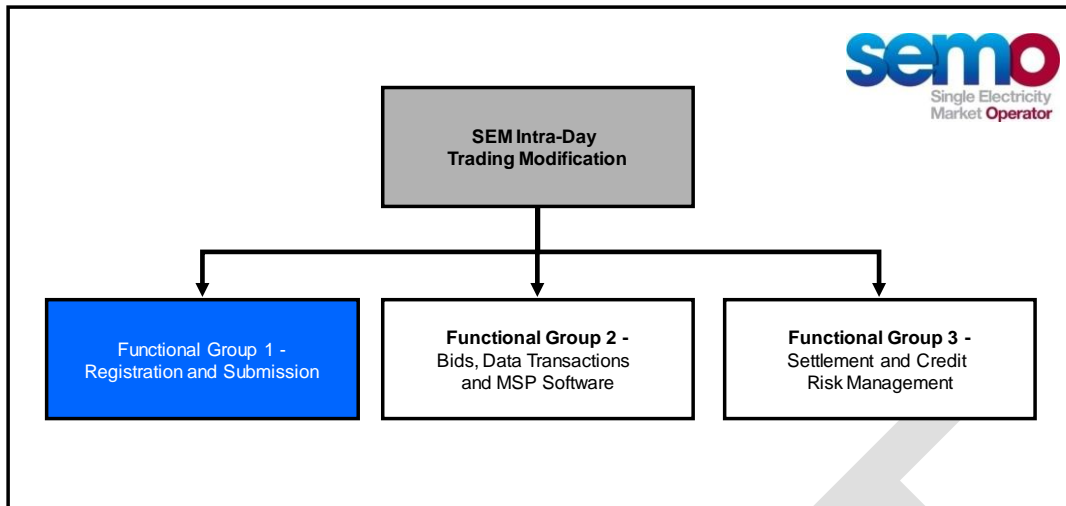 semo
Single Electricity
Market Operator
SEM Intra-Day
Trading Modification
Functional Group 1 -
Registration and Submission
Functional Group 2 -
Bids, Data Transactions
and MSP Software
Functional Group 3 -
Settlement and Credit
Risk Management